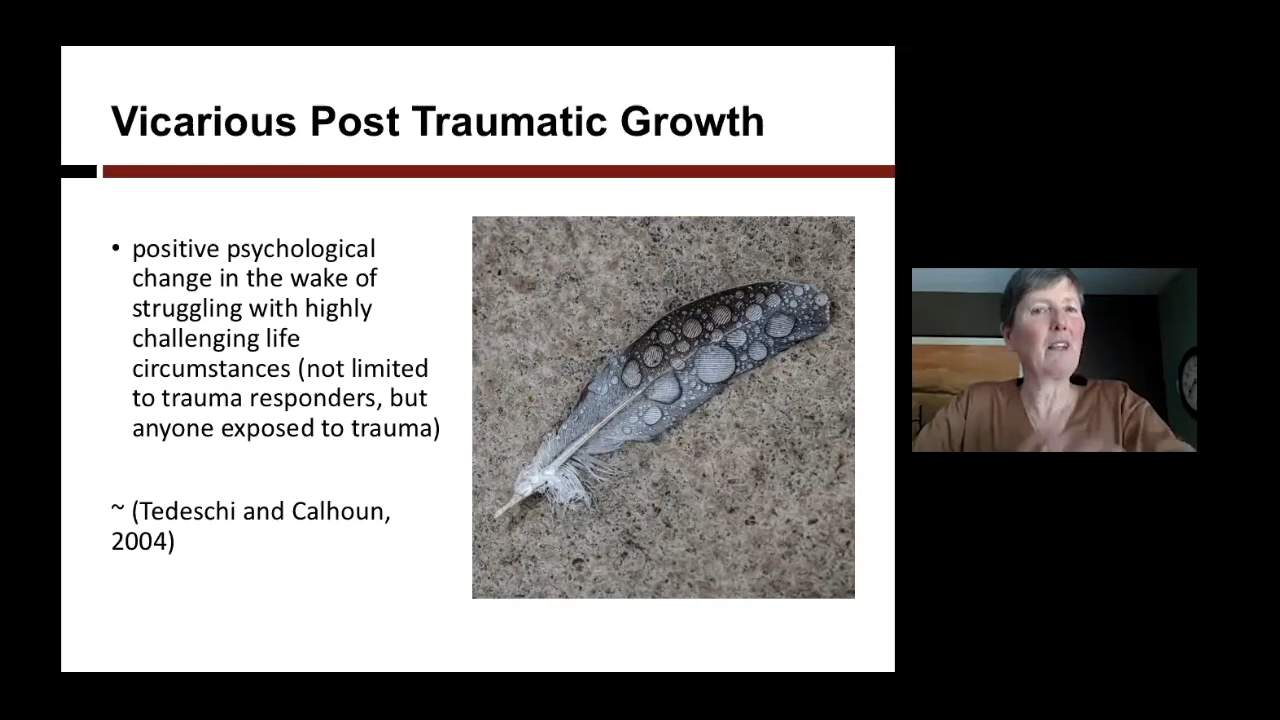 Vicarious Post Traumatic Growth
• positive psychological
change in the wake of
struggling with highly
challenging life
circumstances (not limited
to trauma responders, but
anyone exposed to trauma)
~ (Tedeschi and Calhoun,
2004)